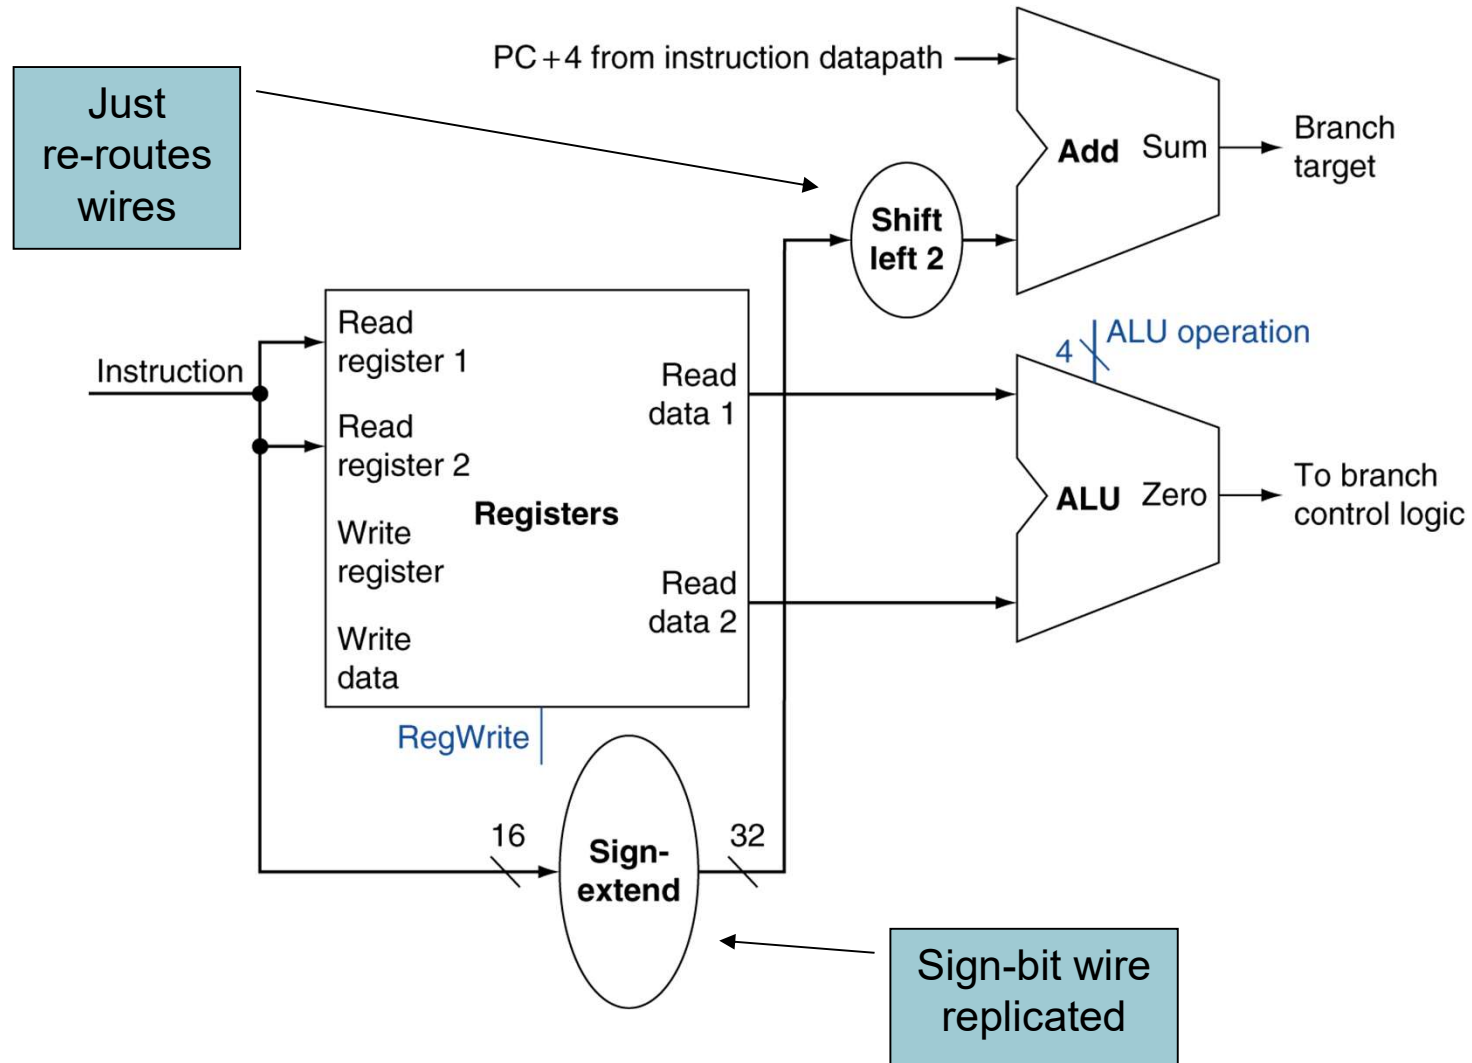 Just
re-routes
wires
PC+4 from instruction datapath
Add Sum
Branch
target
Shift
left 2
Instruction
Read
register 1
Read
register 2
Registers
Write
register
Write
data
Read
data 1
Read
data 2
RegWrite
4
ALU operation
ALU Zero
To branch
control logic
16
Sign-
extend
32
Sign-bit wire
replicated